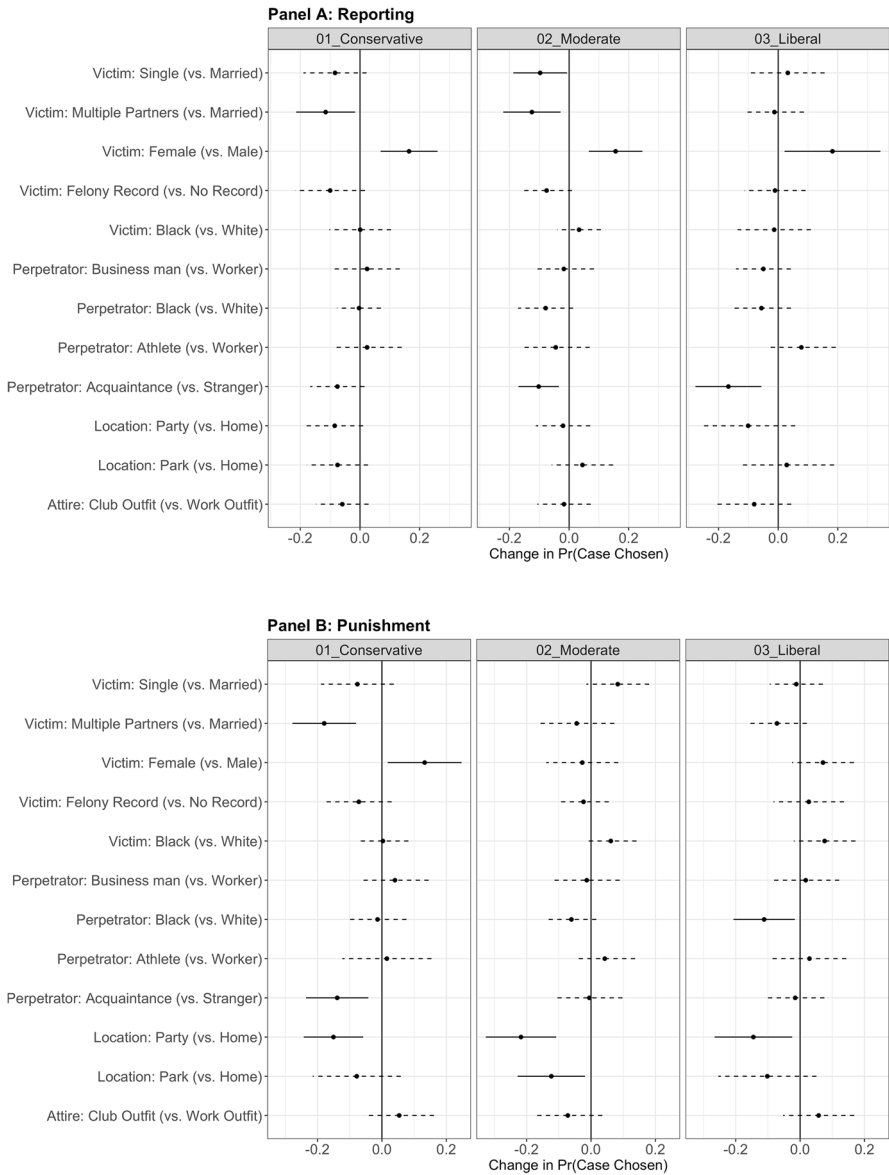 Panel A: Reporting
01_Conservative 02_Moderate 03_Liberal
Victim: Single (vs. Married)
Victim: Multiple Partners (vs. Married)
Victim: Female (vs. Male)
Victim: Felony Record (vs. No Record)
Victim: Black (vs. White)
Perpetrator: Business man (vs. Worker)
Perpetrator: Black (vs. White)
Perpetrator: Athlete (vs. Worker)
Perpetrator: Acquaintance (vs. Stranger)
Location: Party (vs. Home)
Location: Park (vs. Home)
Attire: Club Outfit (vs. Work Outfit)
-0.2 0.0 0.2 -0.2 0.0 0.2 -0.2 0.0 0.2
Change in Pr(Case Chosen)
Panel B: Punishment
01_Conservative 02_Moderate 03_Liberal
Victim: Single (vs. Married)
Victim: Multiple Partners (vs. Married)
Victim: Female (vs. Male)
Victim: Felony Record (vs. No Record)
Victim: Black (vs. White)
Perpetrator: Business man (vs. Worker)
Perpetrator: Black (vs. White)
Perpetrator: Athlete (vs. Worker)
Perpetrator: Acquaintance (vs. Stranger)
Location: Party (vs. Home)
Location: Park (vs. Home)
Attire: Club Outfit (vs. Work Outfit)
-0.2 0.0 0.2 -0.2 0.0 0.2 -0.2 0.0 0.2
Change in Pr(Case Chosen)